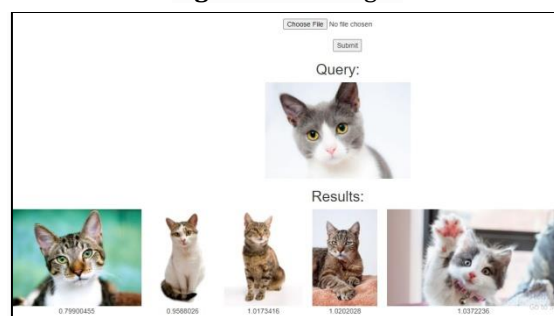 Choose File No file chosen
Submit
Query:
Results:
0.79900455
0.9588026
1.0173416
1.0202028
1.0372236